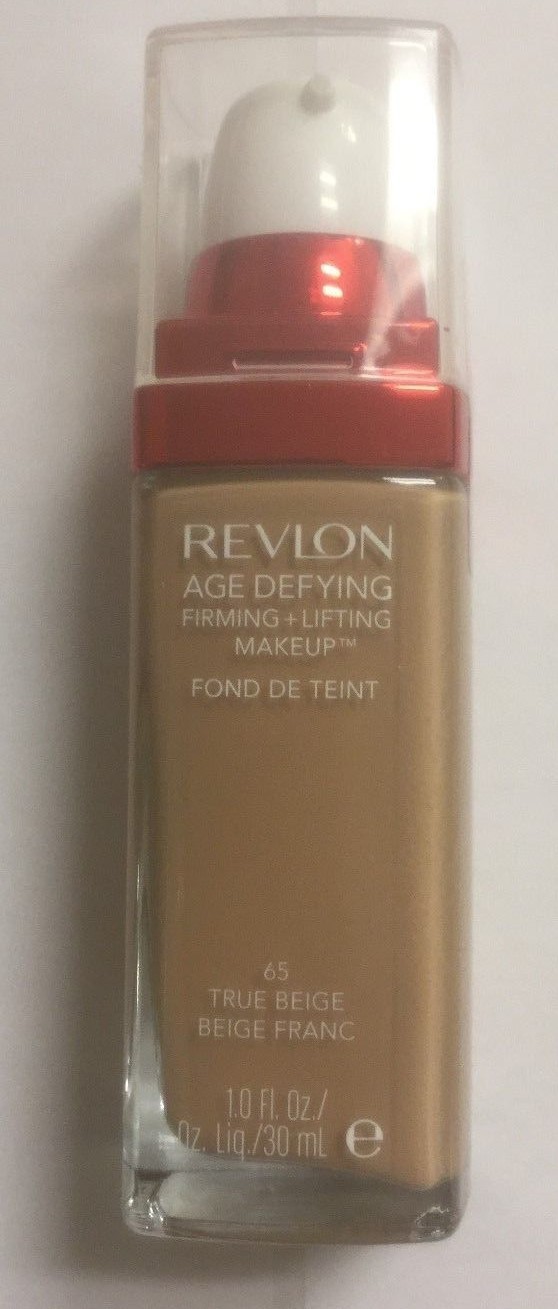 REVLON
AGE DEFYING
FIRMING + LIFTING
MAKEUP™
FOND DE TEINT
65
TRUE BEIGE
BEIGE FRANC
1.0 Fl. Oz./
Oz. Liq./30 mL ℮